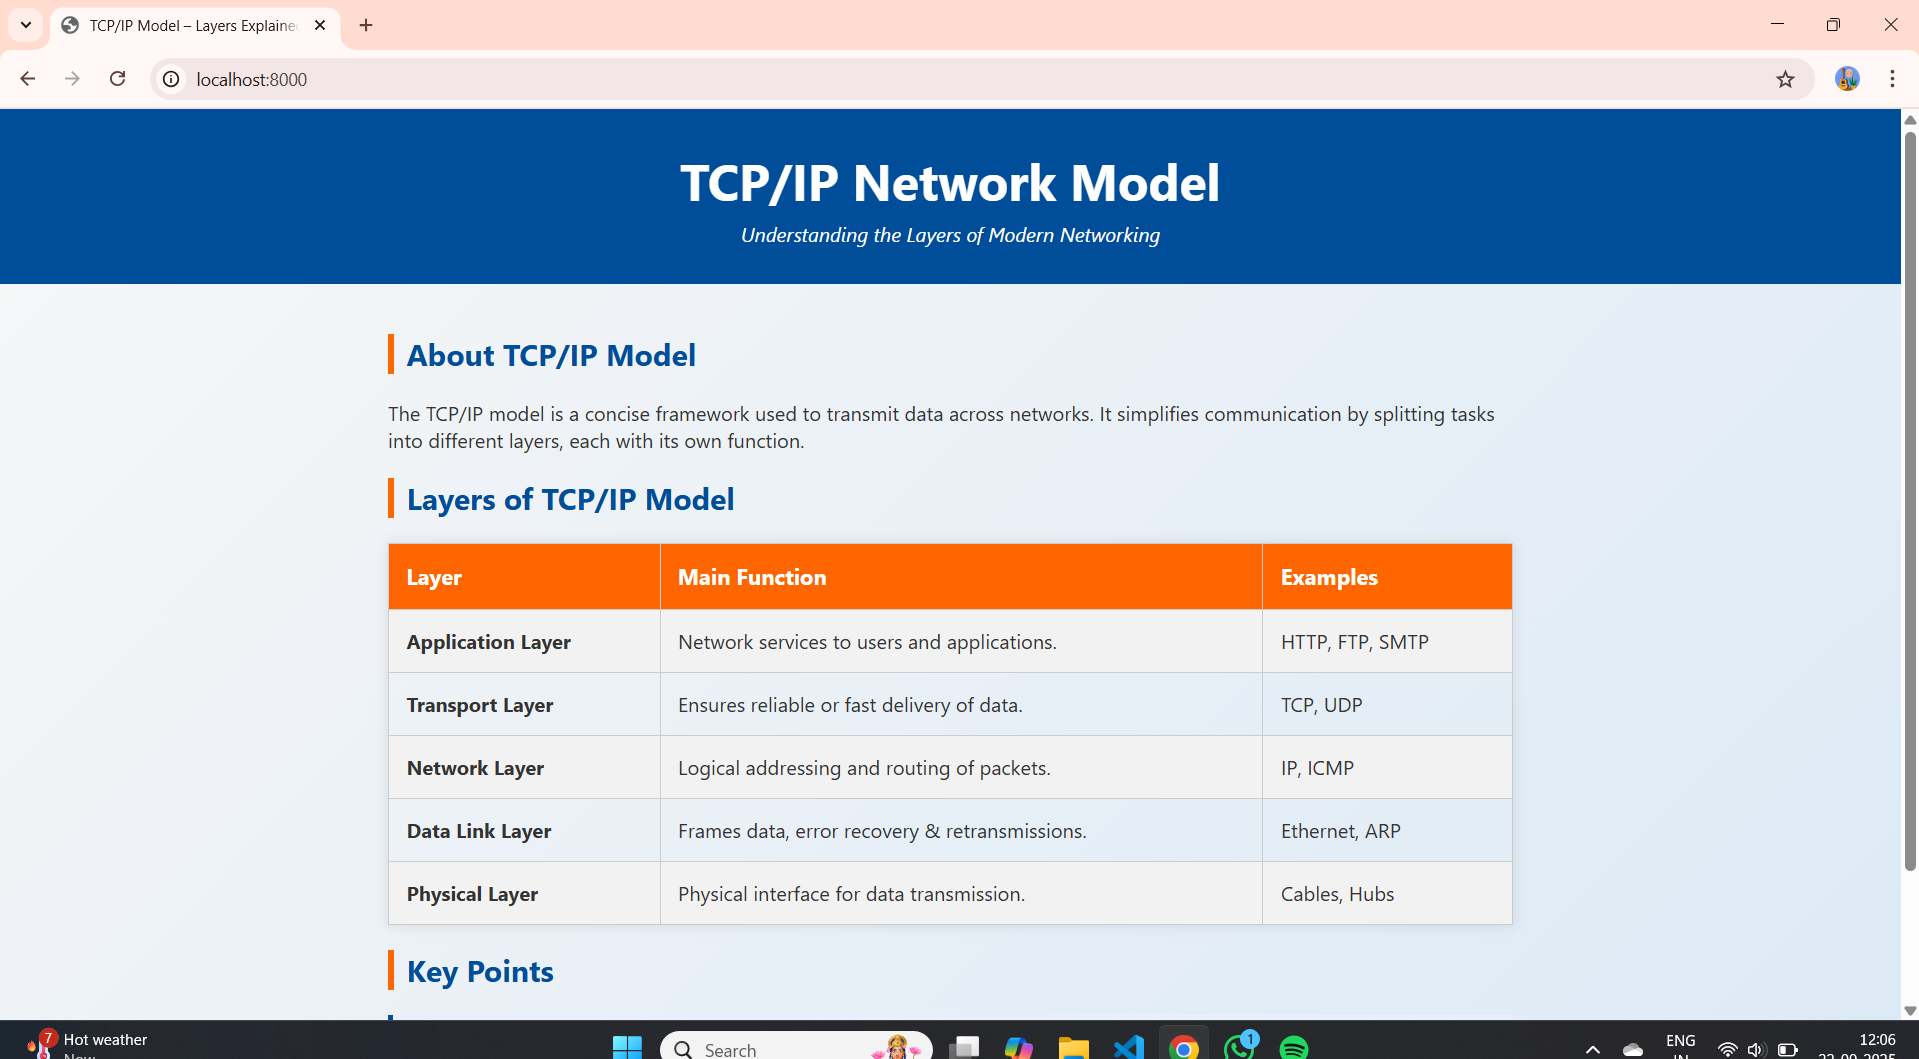 TCP/IP Model – Layers Explaine
localhost:8000
TCP/IP Network Model
Understanding the Layers of Modern Networking
About TCP/IP Model
The TCP/IP model is a concise framework used to transmit data across networks. It simplifies communication by splitting tasks
into different layers, each with its own function.
Layers of TCP/IP Model
Layer Main Function Examples
Application Layer Network services to users and applications. HTTP, FTP, SMTP
Transport Layer Ensures reliable or fast delivery of data. TCP, UDP
Network Layer Logical addressing and routing of packets. IP, ICMP
Data Link Layer Frames data, error recovery & retransmissions. Ethernet, ARP
Physical Layer Physical interface for data transmission. Cables, Hubs
Key Points
7 Hot weather
Now
Search
1
ENG
IN
12:06
22-09-2025